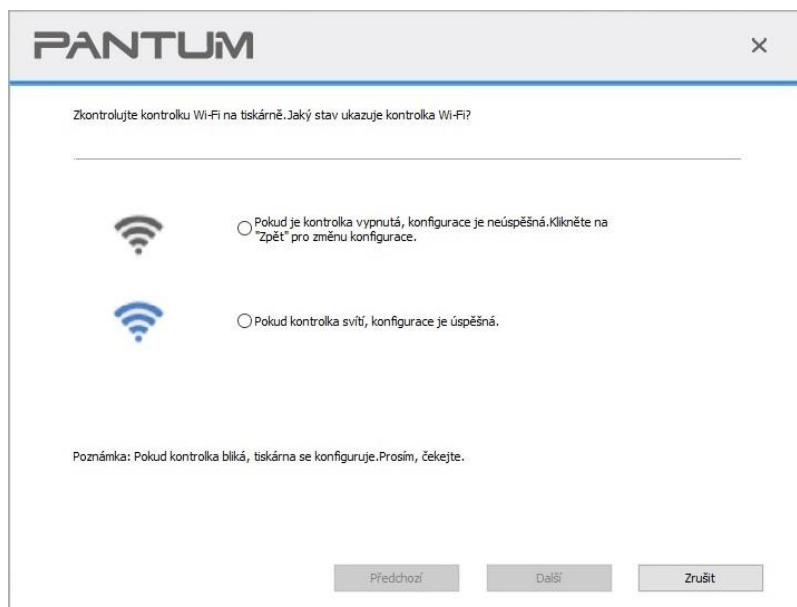 PANTUM
Zkontrolujte kontrolku Wi-Fi na tiskárně.Jaký stav ukazuje kontrolka Wi-Fi?
Pokud je kontrolka vypnutá, konfigurace je neúspěšná.Klikněte na
"Zpět" pro změnu konfigurace.
Pokud kontrolka svítí, konfigurace je úspěšná.
Poznámka: Pokud kontrolka bliká, tiskárna se konfiguruje.Prosím, čekejte.
Předchozí
Další
Zrušit